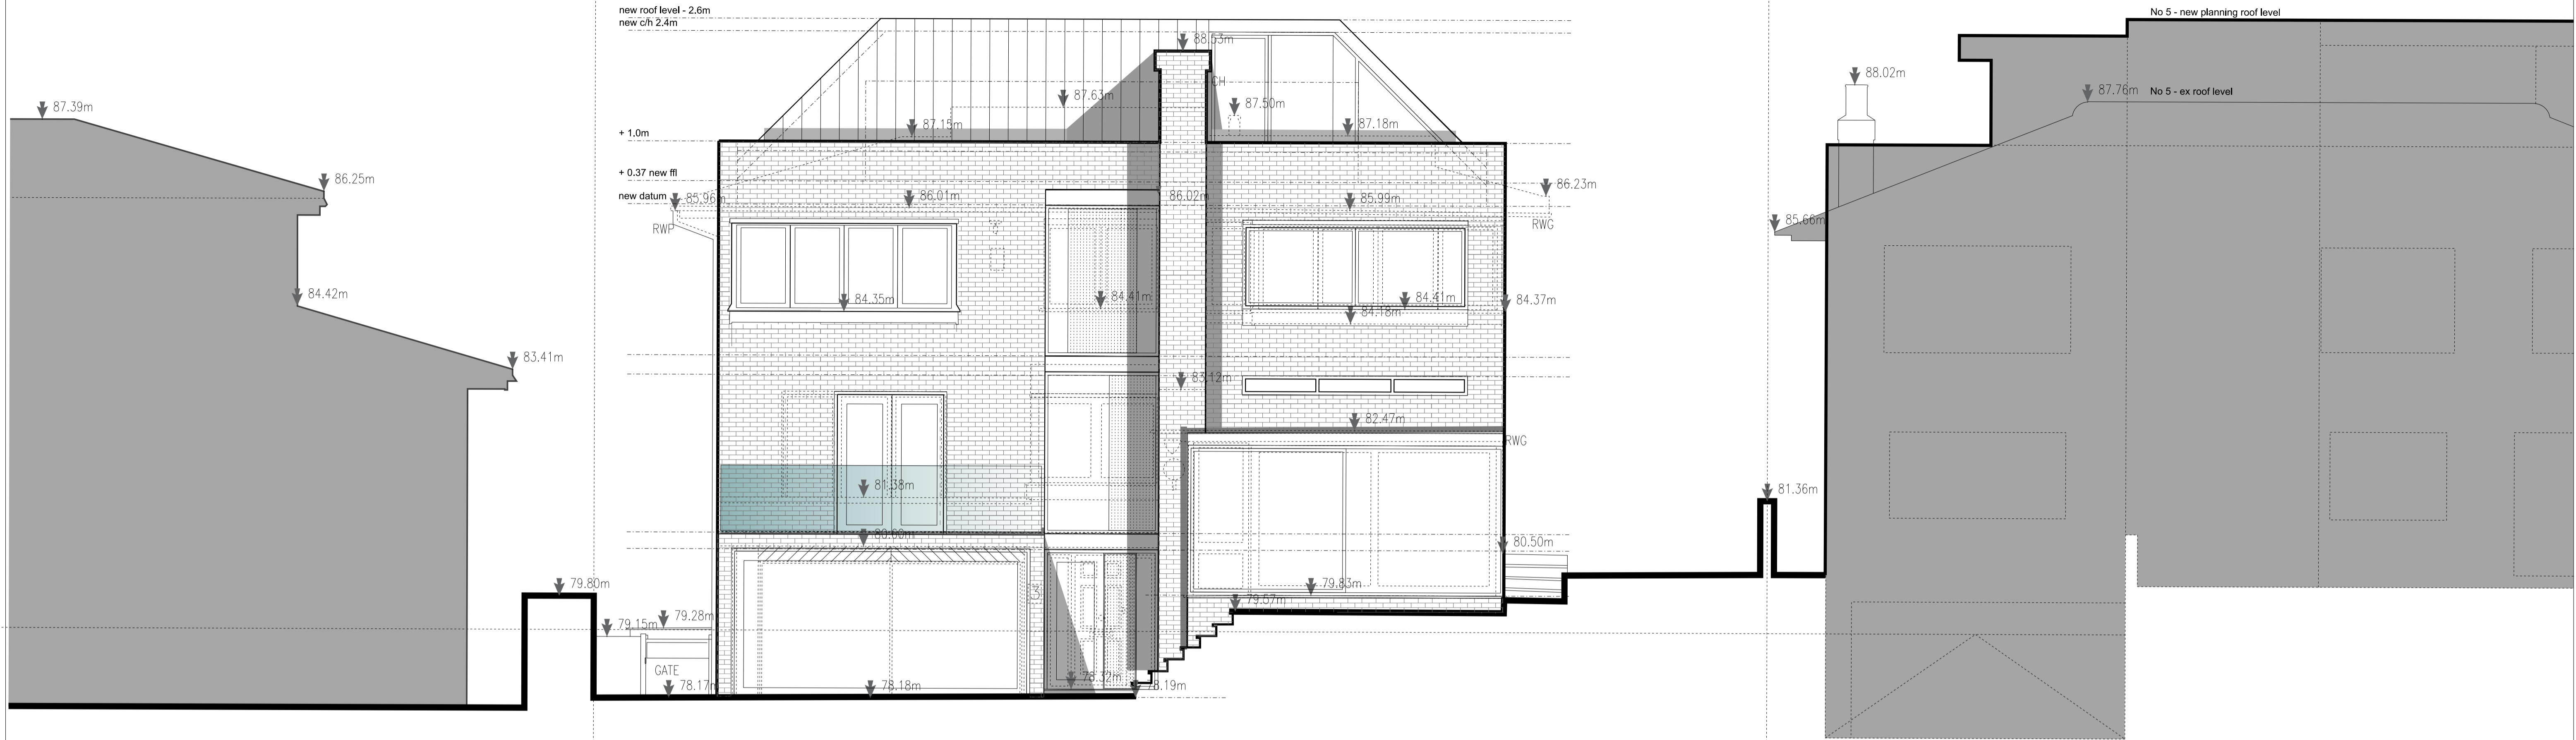 new roof level - 2.6m
new c/h 2.4m
No 5 - new planning roof level
88.53m
88.02m
CH
No 5 - ex roof level
87.76m
87.63m
87.50m
87.39m
87.15m
87.18m
+ 1.0m
+ 0.37 new ffl
86.25m
86.23m
new datum
85.96m
86.01m
86.02m
85.99m
RWP
RWG
85.66m
84.42m
84.35m
84.41m
84.41m
84.37m
84.18m
83.41m
83.12m
82.47m
RWG
81.38m
81.36m
80.60m
80.50m
79.80m
79.83m
3
79.57m
79.28m
79.15m
GATE
78.17m
78.18m
78.32m
78.19m